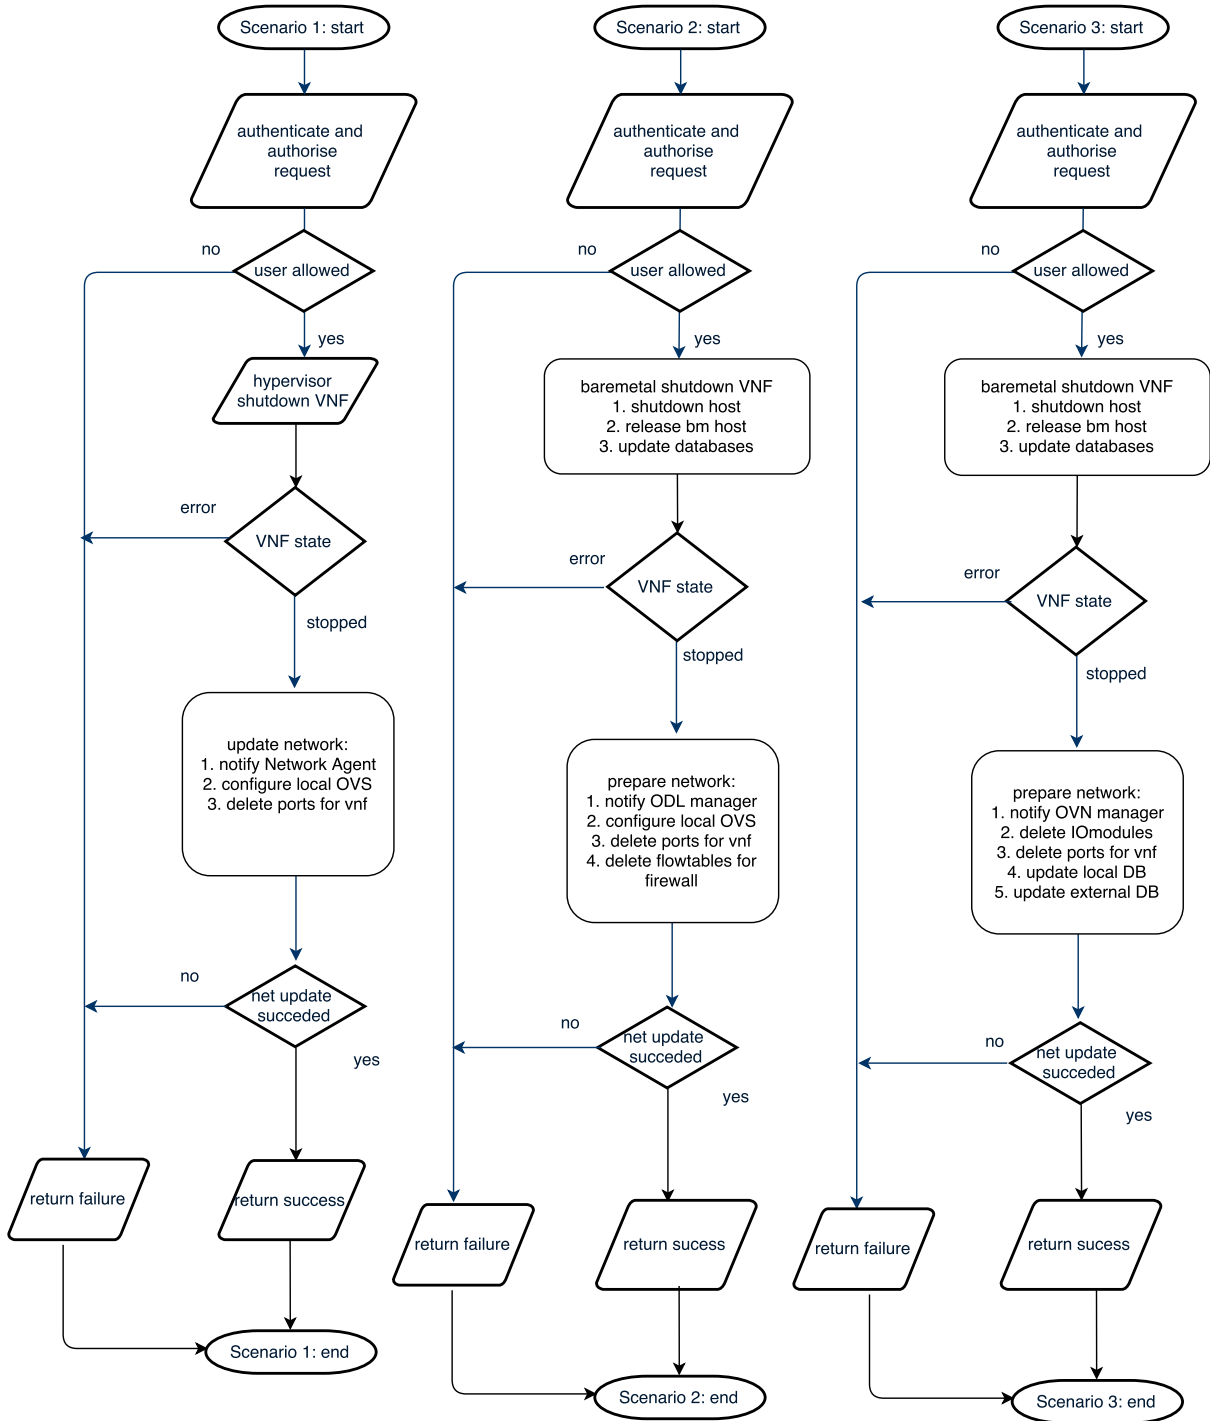 Scenario 1: start
authenticate and
authorise
request
no
user allowed
yes
hypervisor
shutdown VNF
error
VNF state
stopped
update network:
1. notify Network Agent
2. configure local OVS
3. delete ports for vnf
no
net update
succeded
yes
return failure
return success
Scenario 1: end
Scenario 2: start
authenticate and
authorise
request
no
user allowed
yes
baremetal shutdown VNF
1. shutdown host
2. release bm host
3. update databases
error
VNF state
stopped
prepare network:
1. notify ODL manager
2. configure local OVS
3. delete ports for vnf
4. delete flowtables for
firewall
no
net update
succeded
yes
return failure
return sucess
Scenario 2: end
Scenario 3: start
authenticate and
authorise
request
no
user allowed
yes
baremetal shutdown VNF
1. shutdown host
2. release bm host
3. update databases
error
VNF state
stopped
prepare network:
1. notify OVN manager
2. delete IOmodules
3. delete ports for vnf
4. update local DB
5. update external DB
no
net update
succeded
yes
return failure
return sucess
Scenario 3: end